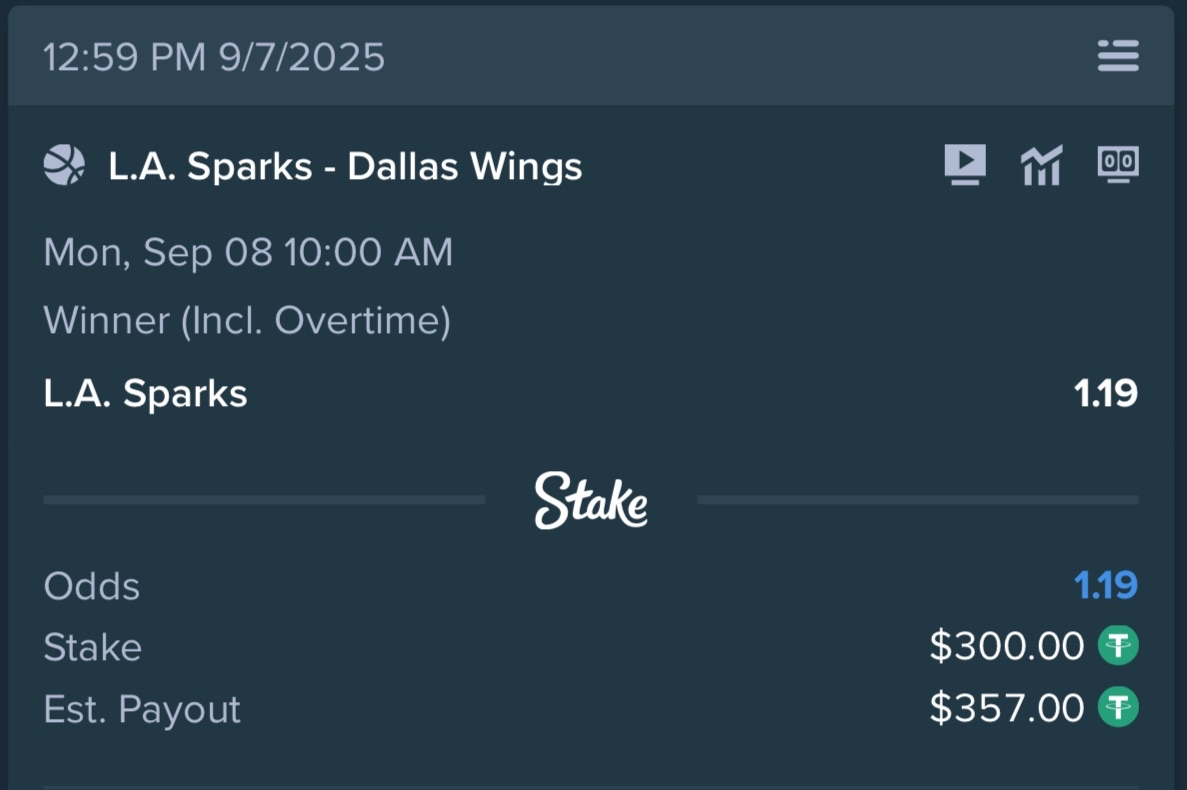 12:59 PM 9/7/2025
L.A. Sparks - Dallas Wings
00
Mon, Sep 08 10:00 AM
Winner (Incl. Overtime)
L.A. Sparks 1.19
Stake
Odds 1.19
Stake $300.00
Est. Payout $357.00